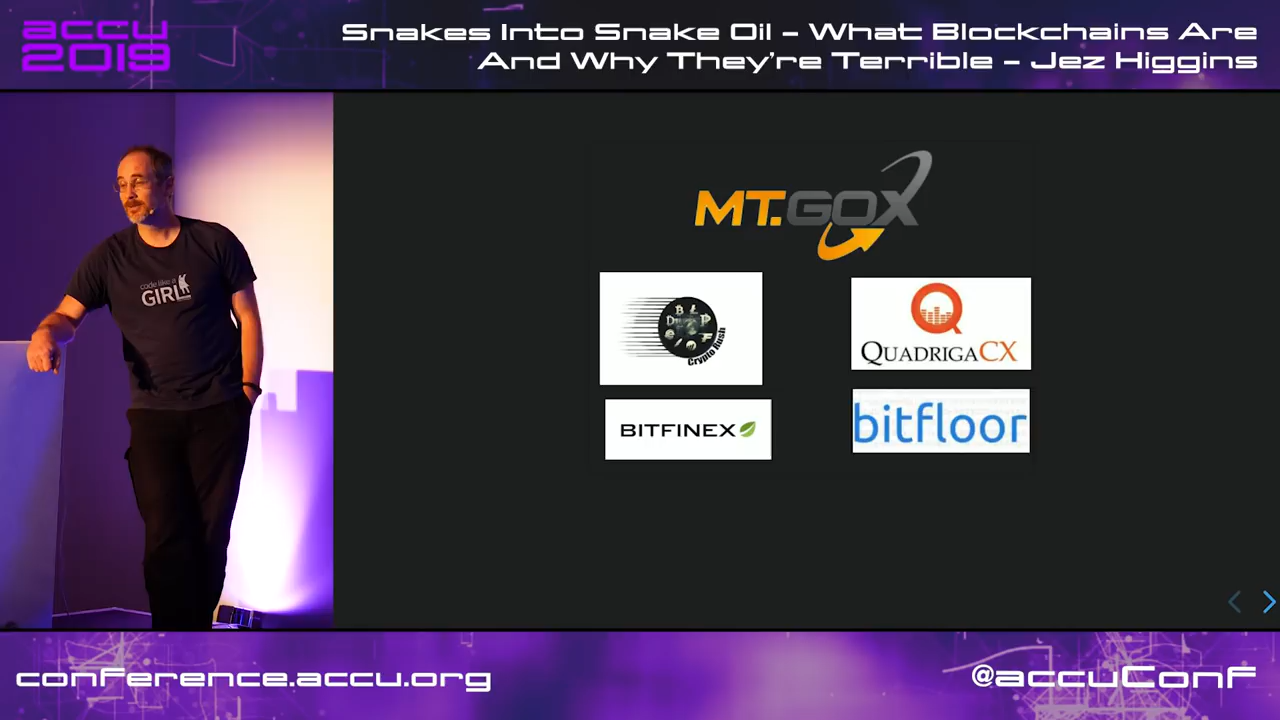 accu
2019
Snakes Into Snake Oil – What Blockchains Are
And Why They're Terrible – Jez Higgins
code like a
GIRL
MT.GOX
Crypto Rush
QUADRIGACX
BITFINEX
bitfloor
conference.accu.org
@accuConf